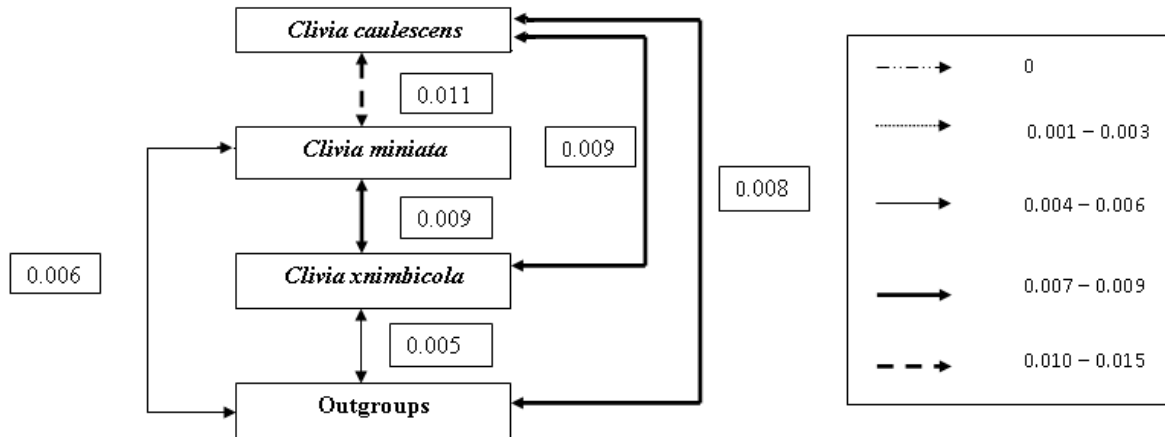 Clivia caulescens
0.011
Clivia miniata
0.009
0.008
0.009
Clivia xnimbicola
0.006
0.005
Outgroups
0
0.001 – 0.003
0.004 – 0.006
0.007 – 0.009
0.010 – 0.015